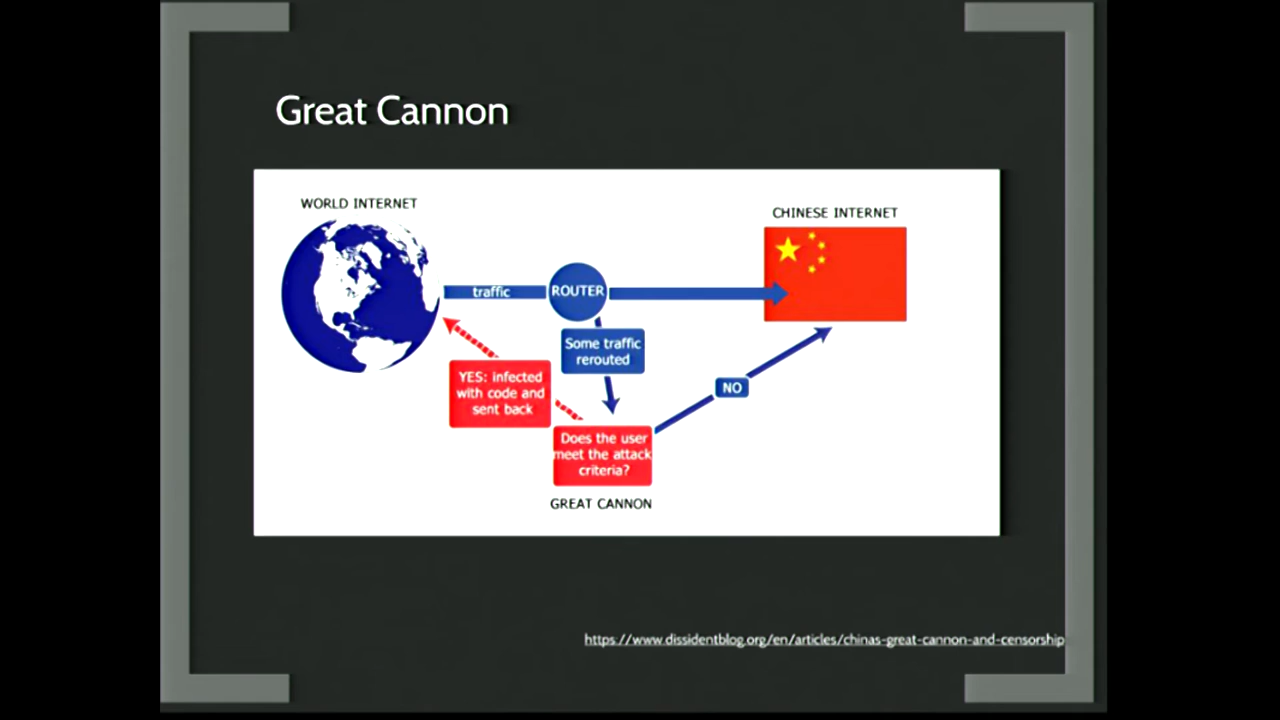 Great Cannon
WORLD INTERNET
CHINESE INTERNET
traffic
ROUTER
Some traffic
rerouted
YES: infected
with code and
sent back
NO
Does the user
meet the attack
criteria?
GREAT CANNON
https://www.dissidentblog.org/en/articles/chinas-great-cannon-and-censorship